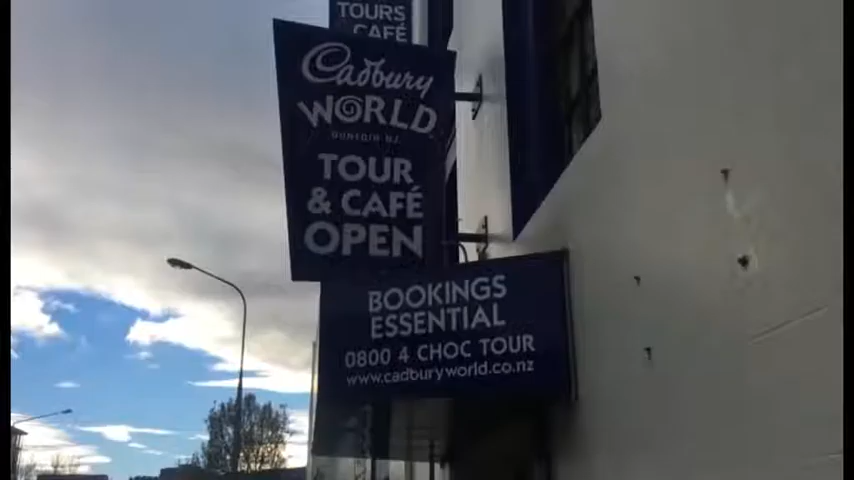 TOURS
CAFÉ
Cadbury
WORLD
DUNEDIN NZ
TOUR
& CAFÉ
OPEN
BOOKINGS
ESSENTIAL
0800 4 CHOC TOUR
www.cadburyworld.co.nz